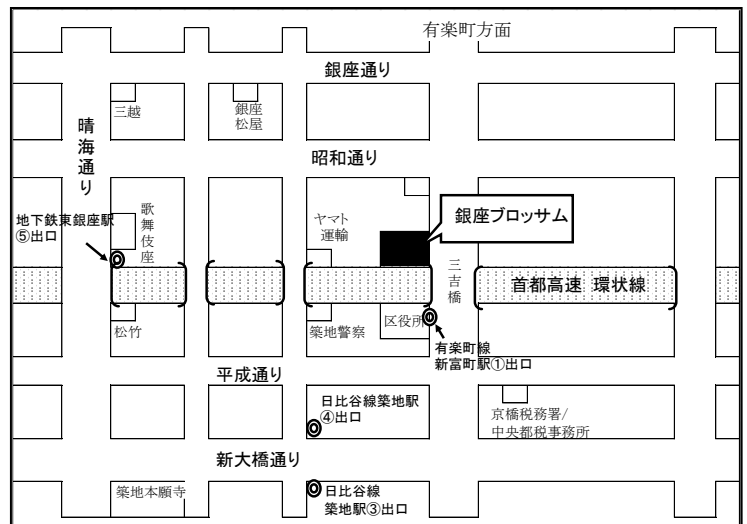 有楽町方面
銀座通り
三越
銀座
松屋
晴海通り
昭和通り
地下鉄東銀座駅
⑤出口
歌舞伎座
ヤマト
運輸
銀座ブロッサム
三吉橋
首都高速 環状線
松竹
築地警察
区役所
有楽町線
新富町駅①出口
平成通り
日比谷線築地駅
④出口
京橋税務署/
中央都税事務所
新大橋通り
築地本願寺
日比谷線
築地駅③出口